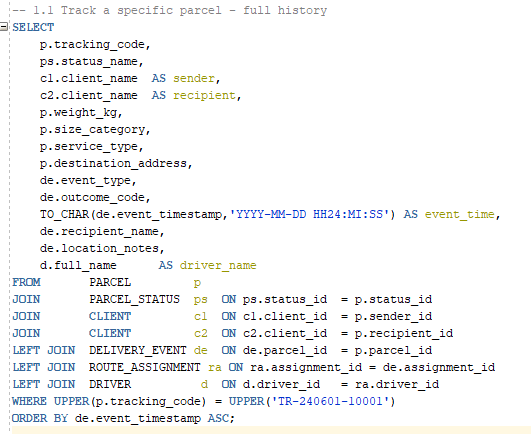 -- 1.1 Track a specific parcel - full history
SELECT
    p.tracking_code,
    ps.status_name,
    c1.client_name  AS sender,
    c2.client_name  AS recipient,
    p.weight_kg,
    p.size_category,
    p.service_type,
    p.destination_address,
    de.event_type,
    de.outcome_code,
    TO_CHAR(de.event_timestamp,'YYYY-MM-DD HH24:MI:SS') AS event_time,
    de.recipient_name,
    de.location_notes,
    d.full_name      AS driver_name
FROM       PARCEL           p
JOIN       PARCEL_STATUS    ps  ON ps.status_id  = p.status_id
JOIN       CLIENT           c1  ON c1.client_id  = p.sender_id
JOIN       CLIENT           c2  ON c2.client_id  = p.recipient_id
LEFT JOIN  DELIVERY_EVENT de  ON de.parcel_id  = p.parcel_id
LEFT JOIN  ROUTE_ASSIGNMENT ra ON ra.assignment_id = de.assignment_id
LEFT JOIN  DRIVER           d  ON d.driver_id   = ra.driver_id
WHERE UPPER(p.tracking_code) = UPPER('TR-240601-10001')
ORDER BY de.event_timestamp ASC;